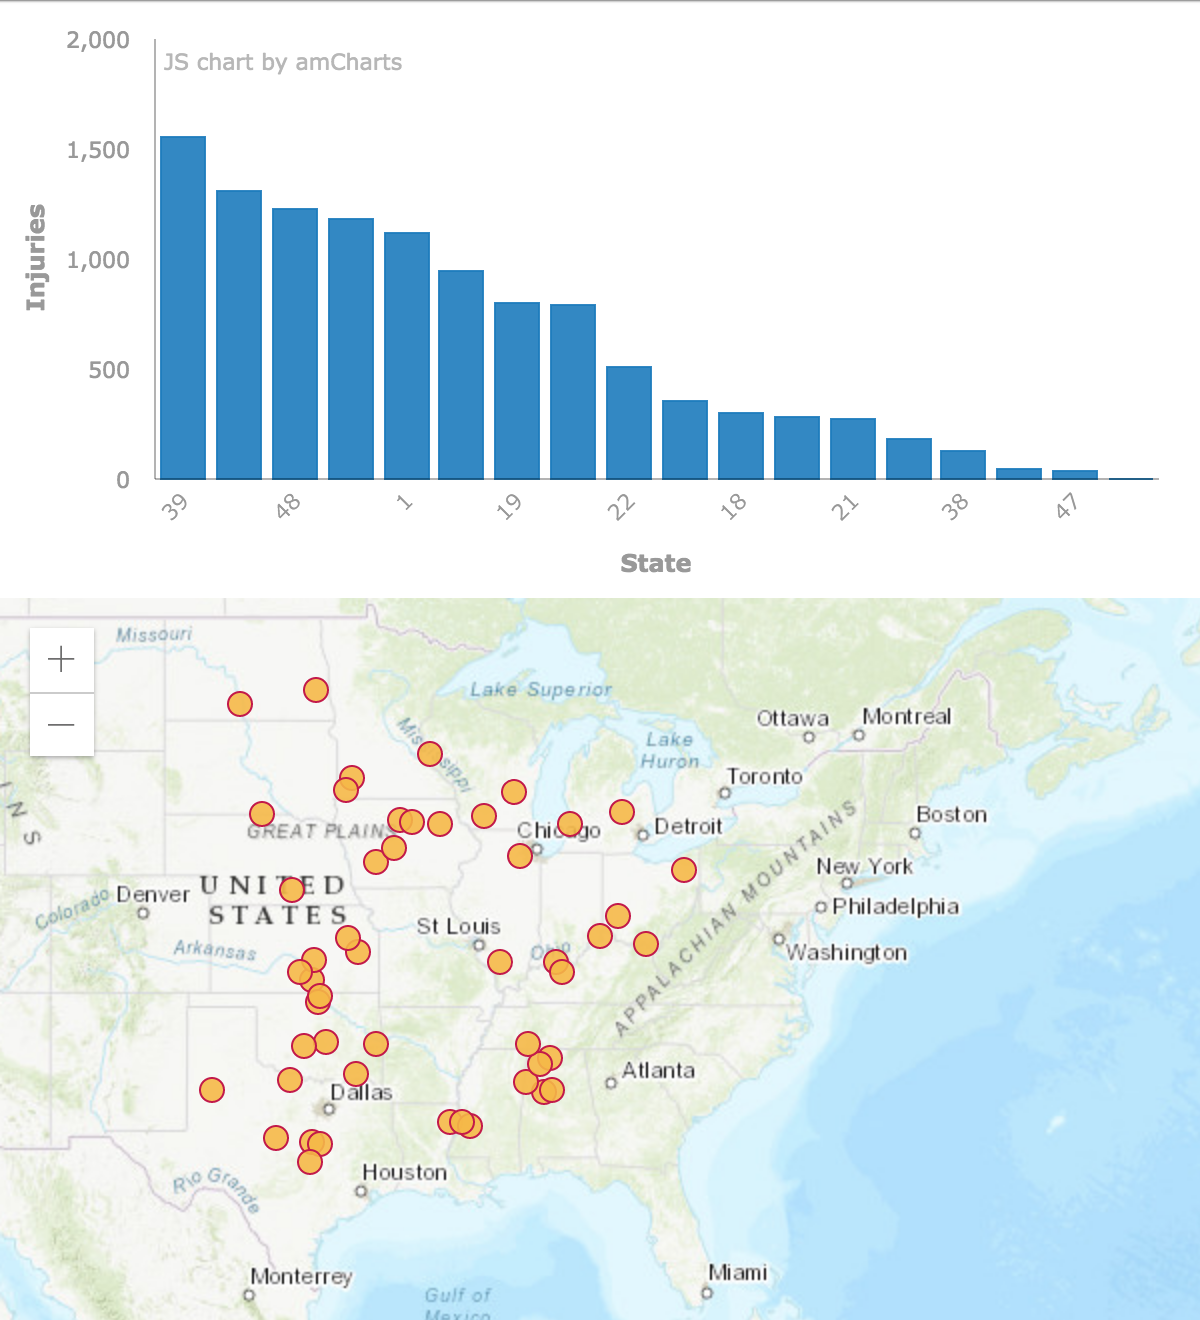 2,000
JS chart by amCharts
1,500
1,000
500
0
Injuries
39 48 1 19 22 18 21 38 47
State
Missouri
Lake Superior
Ottawa
Montreal
Lake
Huron
Toronto
Boston
GREAT PLAINS
Detroit
New York
Denver
UNITED
STATES
Philadelphia
Colorado
St Louis
Arkansas
Washington
APPALACHIAN MOUNTAINS
Atlanta
Dallas
Houston
Rio Grande
Monterrey
Miami
Gulf of
Mexico